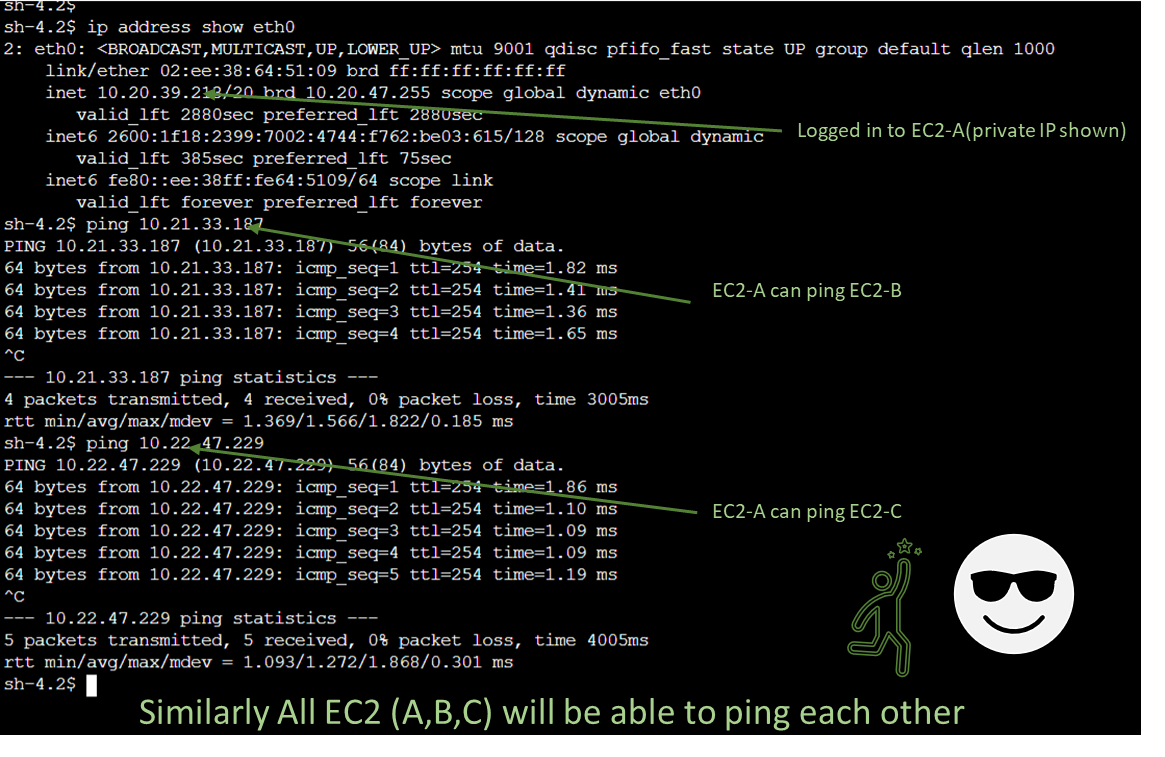 sh-4.2$
sh-4.2$ ip address show eth0
2: eth0: <BROADCAST,MULTICAST,UP,LOWER_UP> mtu 9001 qdisc pfifo_fast state UP group default qlen 1000
link/ether 02:ee:38:64:51:09 brd ff:ff:ff:ff:ff:ff
inet 10.20.39.213/20 brd 10.20.47.255 scope global dynamic eth0
valid_lft 2880sec preferred_lft 2880sec
Logged in to EC2-A(private IP shown)
inet6 2600:1f18:2399:7002:4744:f762:be03:615/128 scope global dynamic
valid_lft 385sec preferred_lft 75sec
inet6 fe80::ee:38ff:fe64:5109/64 scope link
valid_lft forever preferred_lft forever
sh-4.2$ ping 10.21.33.187
PING 10.21.33.187 (10.21.33.187) 56(84) bytes of data.
64 bytes from 10.21.33.187: icmp_seq=1 ttl=254 time=1.82 ms
64 bytes from 10.21.33.187: icmp_seq=2 ttl=254 time=1.41 ms
EC2-A can ping EC2-B
64 bytes from 10.21.33.187: icmp_seq=3 ttl=254 time=1.36 ms
64 bytes from 10.21.33.187: icmp_seq=4 ttl=254 time=1.65 ms
^C
--- 10.21.33.187 ping statistics ---
4 packets transmitted, 4 received, 0% packet loss, time 3005ms
rtt min/avg/max/mdev = 1.369/1.566/1.822/0.185 ms
sh-4.2$ ping 10.22.47.229
PING 10.22.47.229 (10.22.47.229) 56(84) bytes of data.
64 bytes from 10.22.47.229: icmp_seq=1 ttl=254 time=1.86 ms
64 bytes from 10.22.47.229: icmp_seq=2 ttl=254 time=1.10 ms
EC2-A can ping EC2-C
64 bytes from 10.22.47.229: icmp_seq=3 ttl=254 time=1.09 ms
64 bytes from 10.22.47.229: icmp_seq=4 ttl=254 time=1.09 ms
64 bytes from 10.22.47.229: icmp_seq=5 ttl=254 time=1.19 ms
^C
--- 10.22.47.229 ping statistics ---
5 packets transmitted, 5 received, 0% packet loss, time 4005ms
rtt min/avg/max/mdev = 1.093/1.272/1.868/0.301 ms
sh-4.2$
Similarly All EC2 (A,B,C) will be able to ping each other